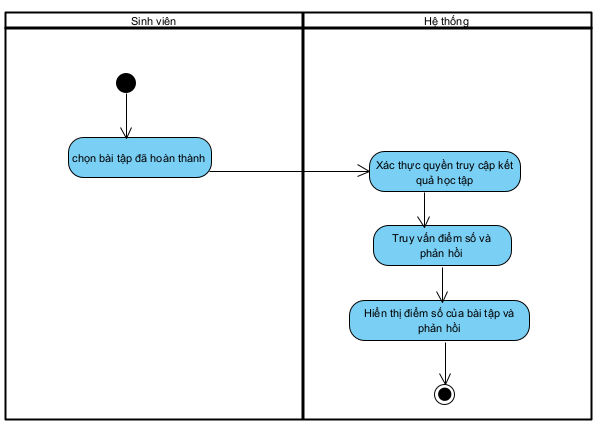 Sinh viên
Hệ thống
chọn bài tập đã hoàn thành
Xác thực quyền truy cập kết
quả học tập
Truy vấn điểm số và
phản hồi
Hiển thị điểm số của bài tập và
phản hồi